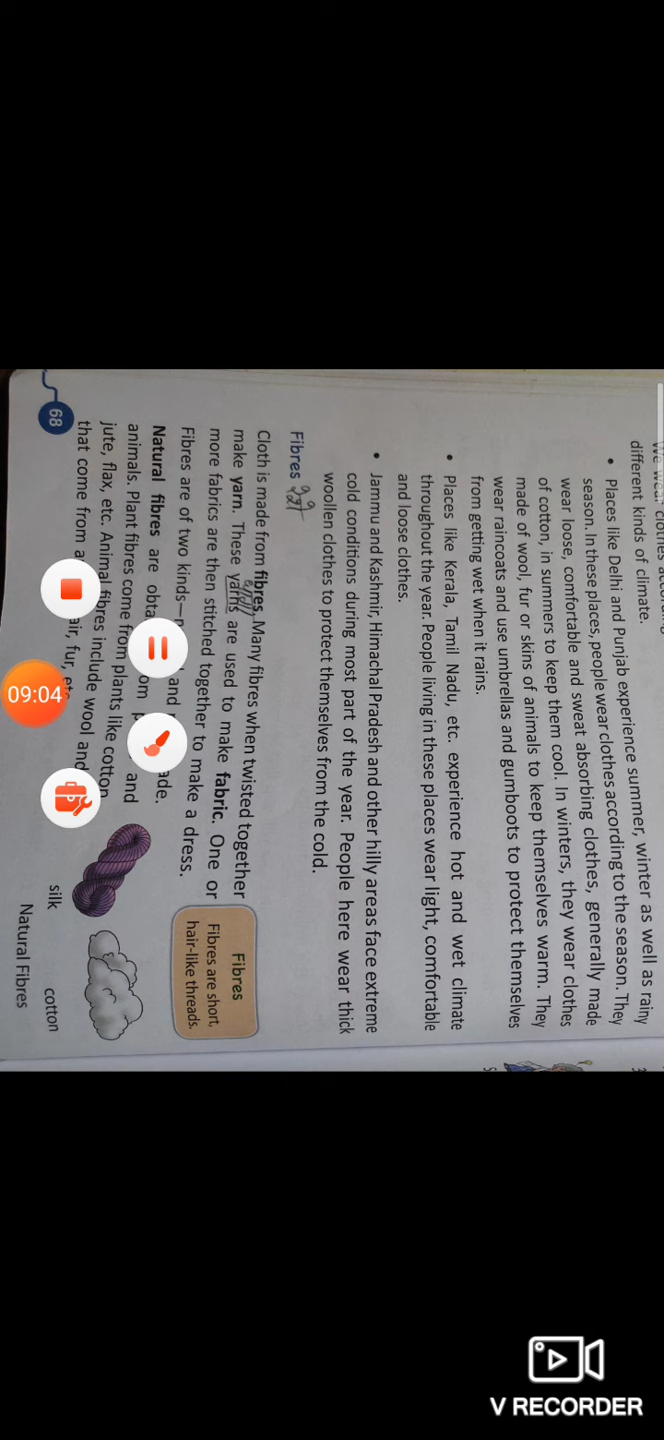 different kinds of climate.
• Places like Delhi and Punjab experience summer, winter as well as rainy
season. In these places, people wear clothes according to the season. They
wear loose, comfortable and sweat absorbing clothes, generally made
of cotton, in summers to keep them cool. In winters, they wear clothes
made of wool, fur or skins of animals to keep themselves warm. They
wear raincoats and use umbrellas and gumboots to protect themselves
from getting wet when it rains.
• Places like Kerala, Tamil Nadu, etc. experience hot and wet climate
throughout the year. People living in these places wear light, comfortable
and loose clothes.
• Jammu and Kashmir, Himachal Pradesh and other hilly areas face extreme
cold conditions during most part of the year. People here wear thick
woollen clothes to protect themselves from the cold.
Fibres
Cloth is made from fibres. Many fibres when twisted together
make yarn. These yarns are used to make fabric. One or
more fabrics are then stitched together to make a dress.
Fibres are of two kinds— and
Natural fibres are and
animals. Plant fibres come from plants like cotton
jute, flax, etc. Animal fibres include wool and
that come from fur,
Fibres
Fibres are short,
hair-like threads.
silk
cotton
Natural Fibres
68
09:04
V RECORDER